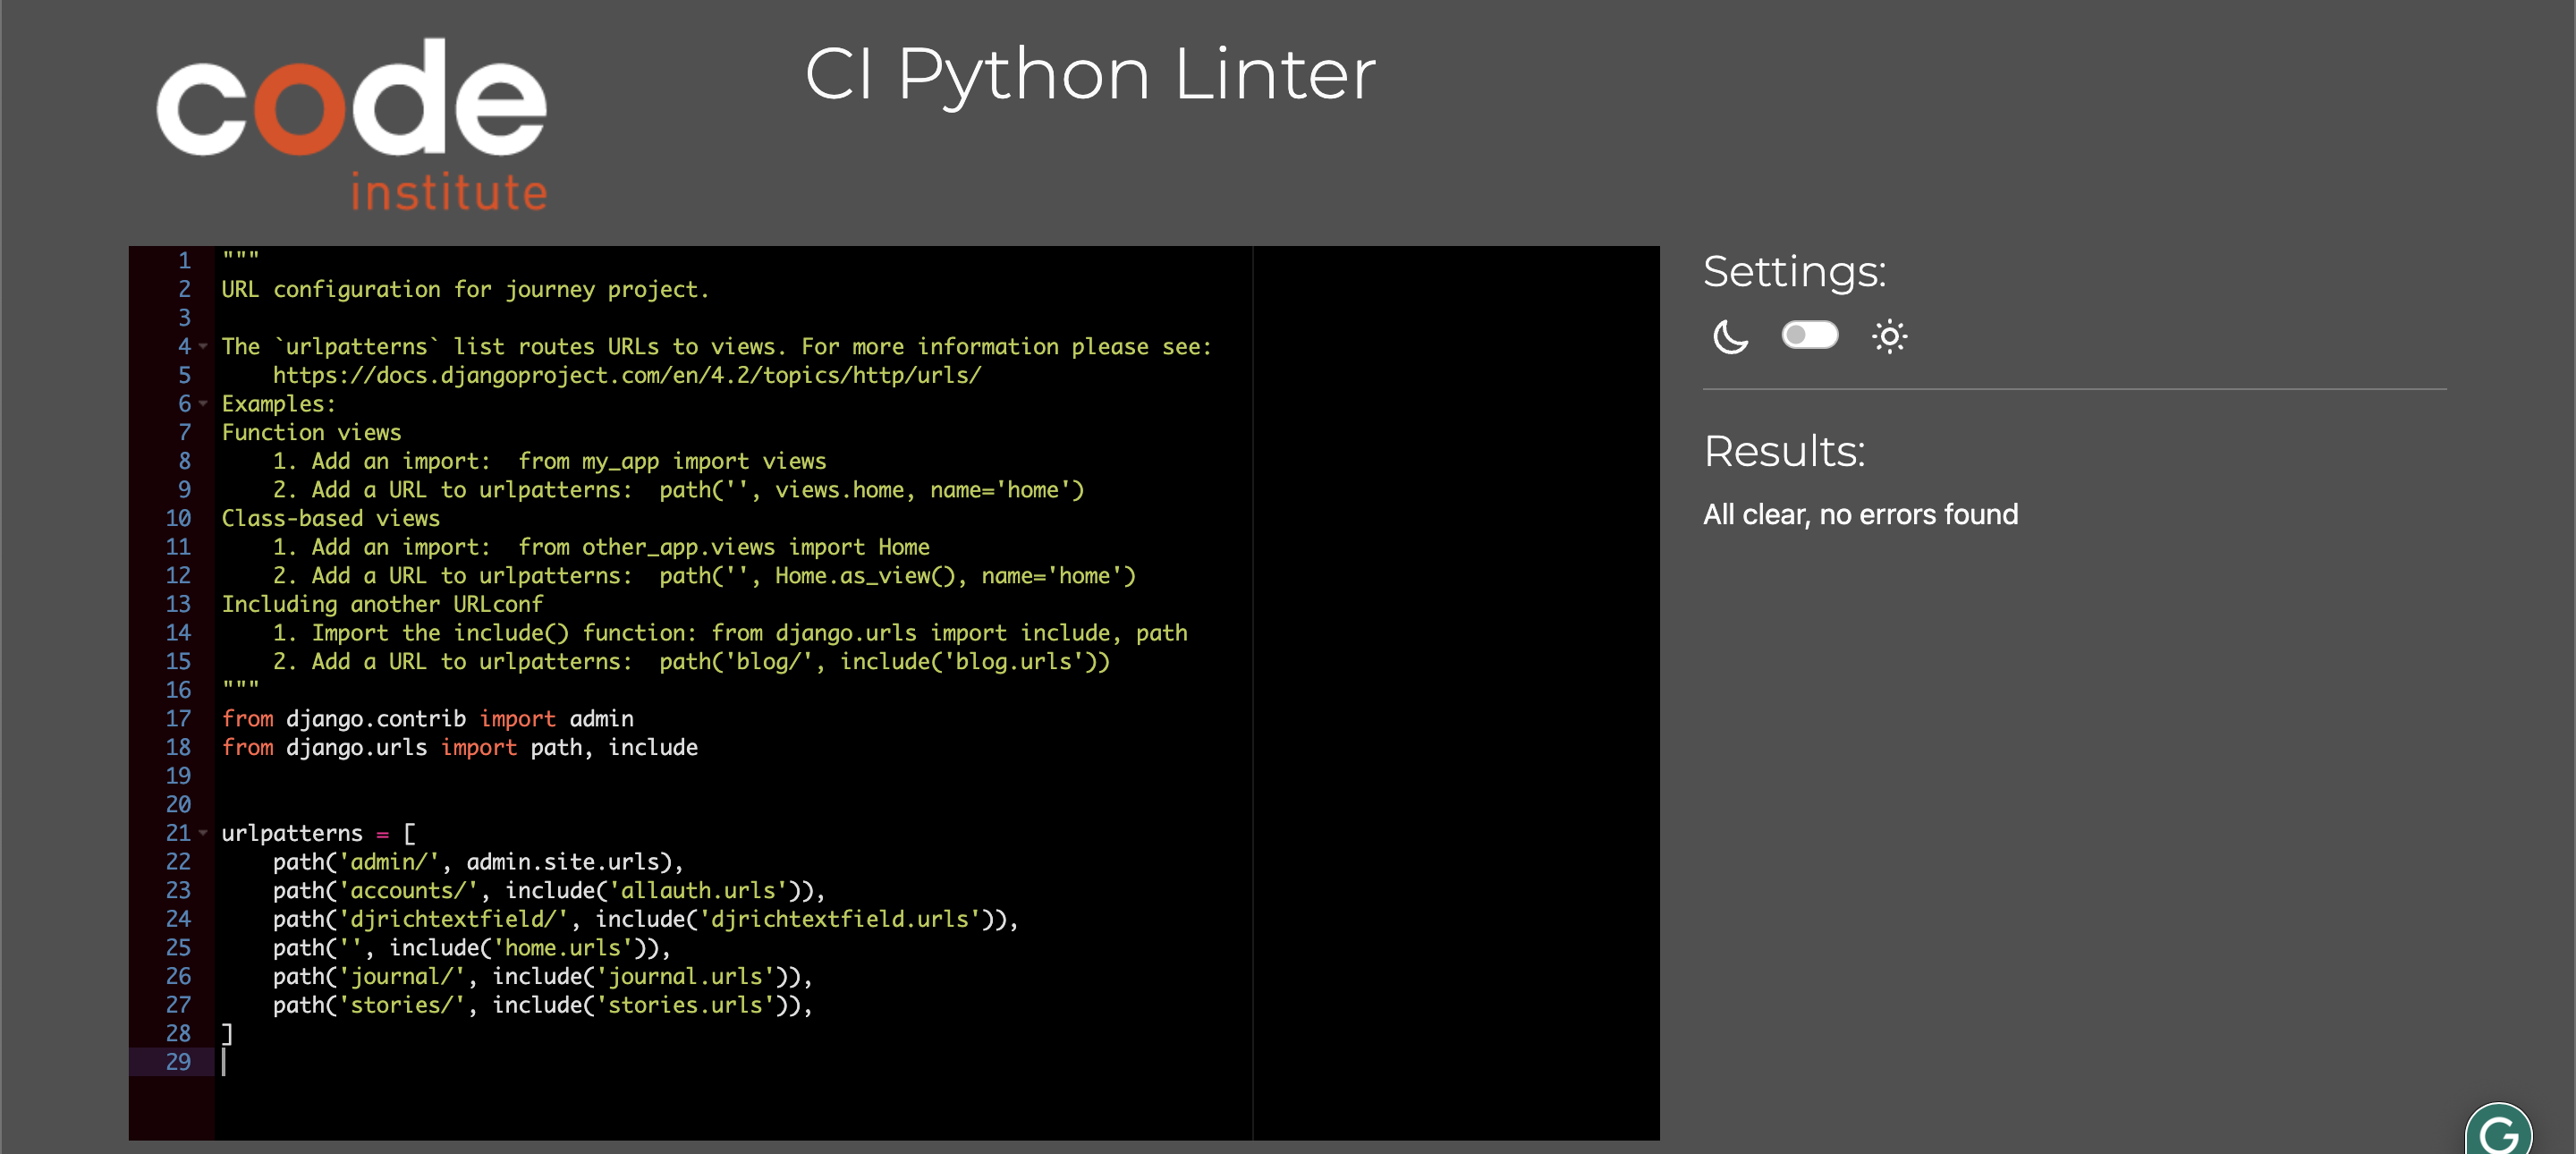 code
institute
CI Python Linter
1 """
2 URL configuration for journey project.
3
4 The `urlpatterns` list routes URLs to views. For more information please see:
5     https://docs.djangoproject.com/en/4.2/topics/http/urls/
6 Examples:
7 Function views
8     1. Add an import:  from my_app import views
9     2. Add a URL to urlpatterns:  path('', views.home, name='home')
10 Class-based views
11     1. Add an import:  from other_app.views import Home
12     2. Add a URL to urlpatterns:  path('', Home.as_view(), name='home')
13 Including another URLconf
14     1. Import the include() function: from django.urls import include, path
15     2. Add a URL to urlpatterns:  path('blog/', include('blog.urls'))
16 """
17 from django.contrib import admin
18 from django.urls import path, include
19
20
21 urlpatterns = [
22     path('admin/', admin.site.urls),
23     path('accounts/', include('allauth.urls')),
24     path('djrichtextfield/', include('djrichtextfield.urls')),
25     path('', include('home.urls')),
26     path('journal/', include('journal.urls')),
27     path('stories/', include('stories.urls')),
28 ]
29
Settings:
Results:
All clear, no errors found
G